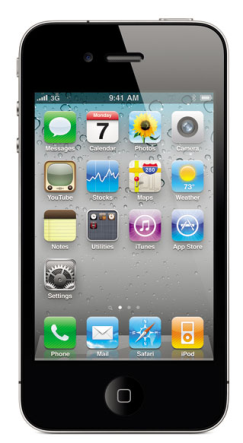 3G 9:41 AM
Monday
7
280
Messages Calendar Photos Camera
73°
YouTube Stocks Maps Weather
Notes Utilities iTunes App Store
Settings
Phone Mail Safari iPod